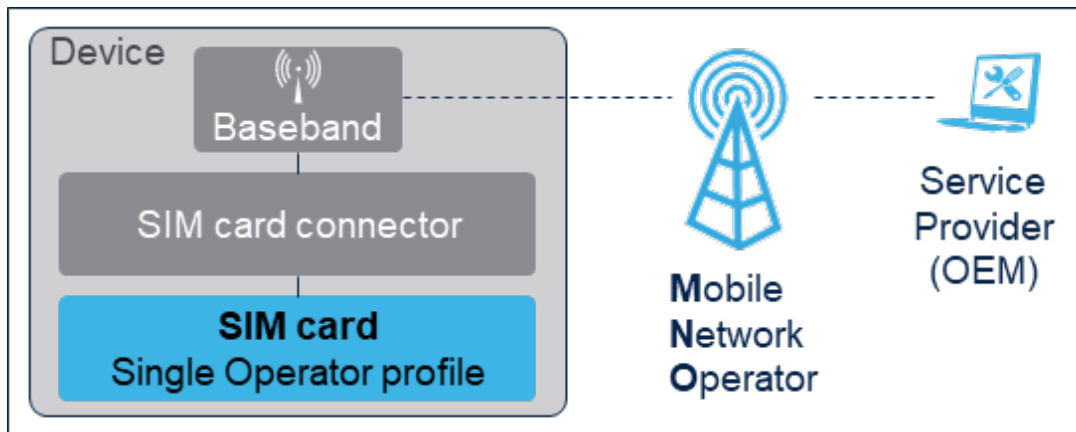 Device
Baseband
SIM card connector
SIM card
Single Operator profile
Mobile
Network
Operator
Service
Provider
(OEM)